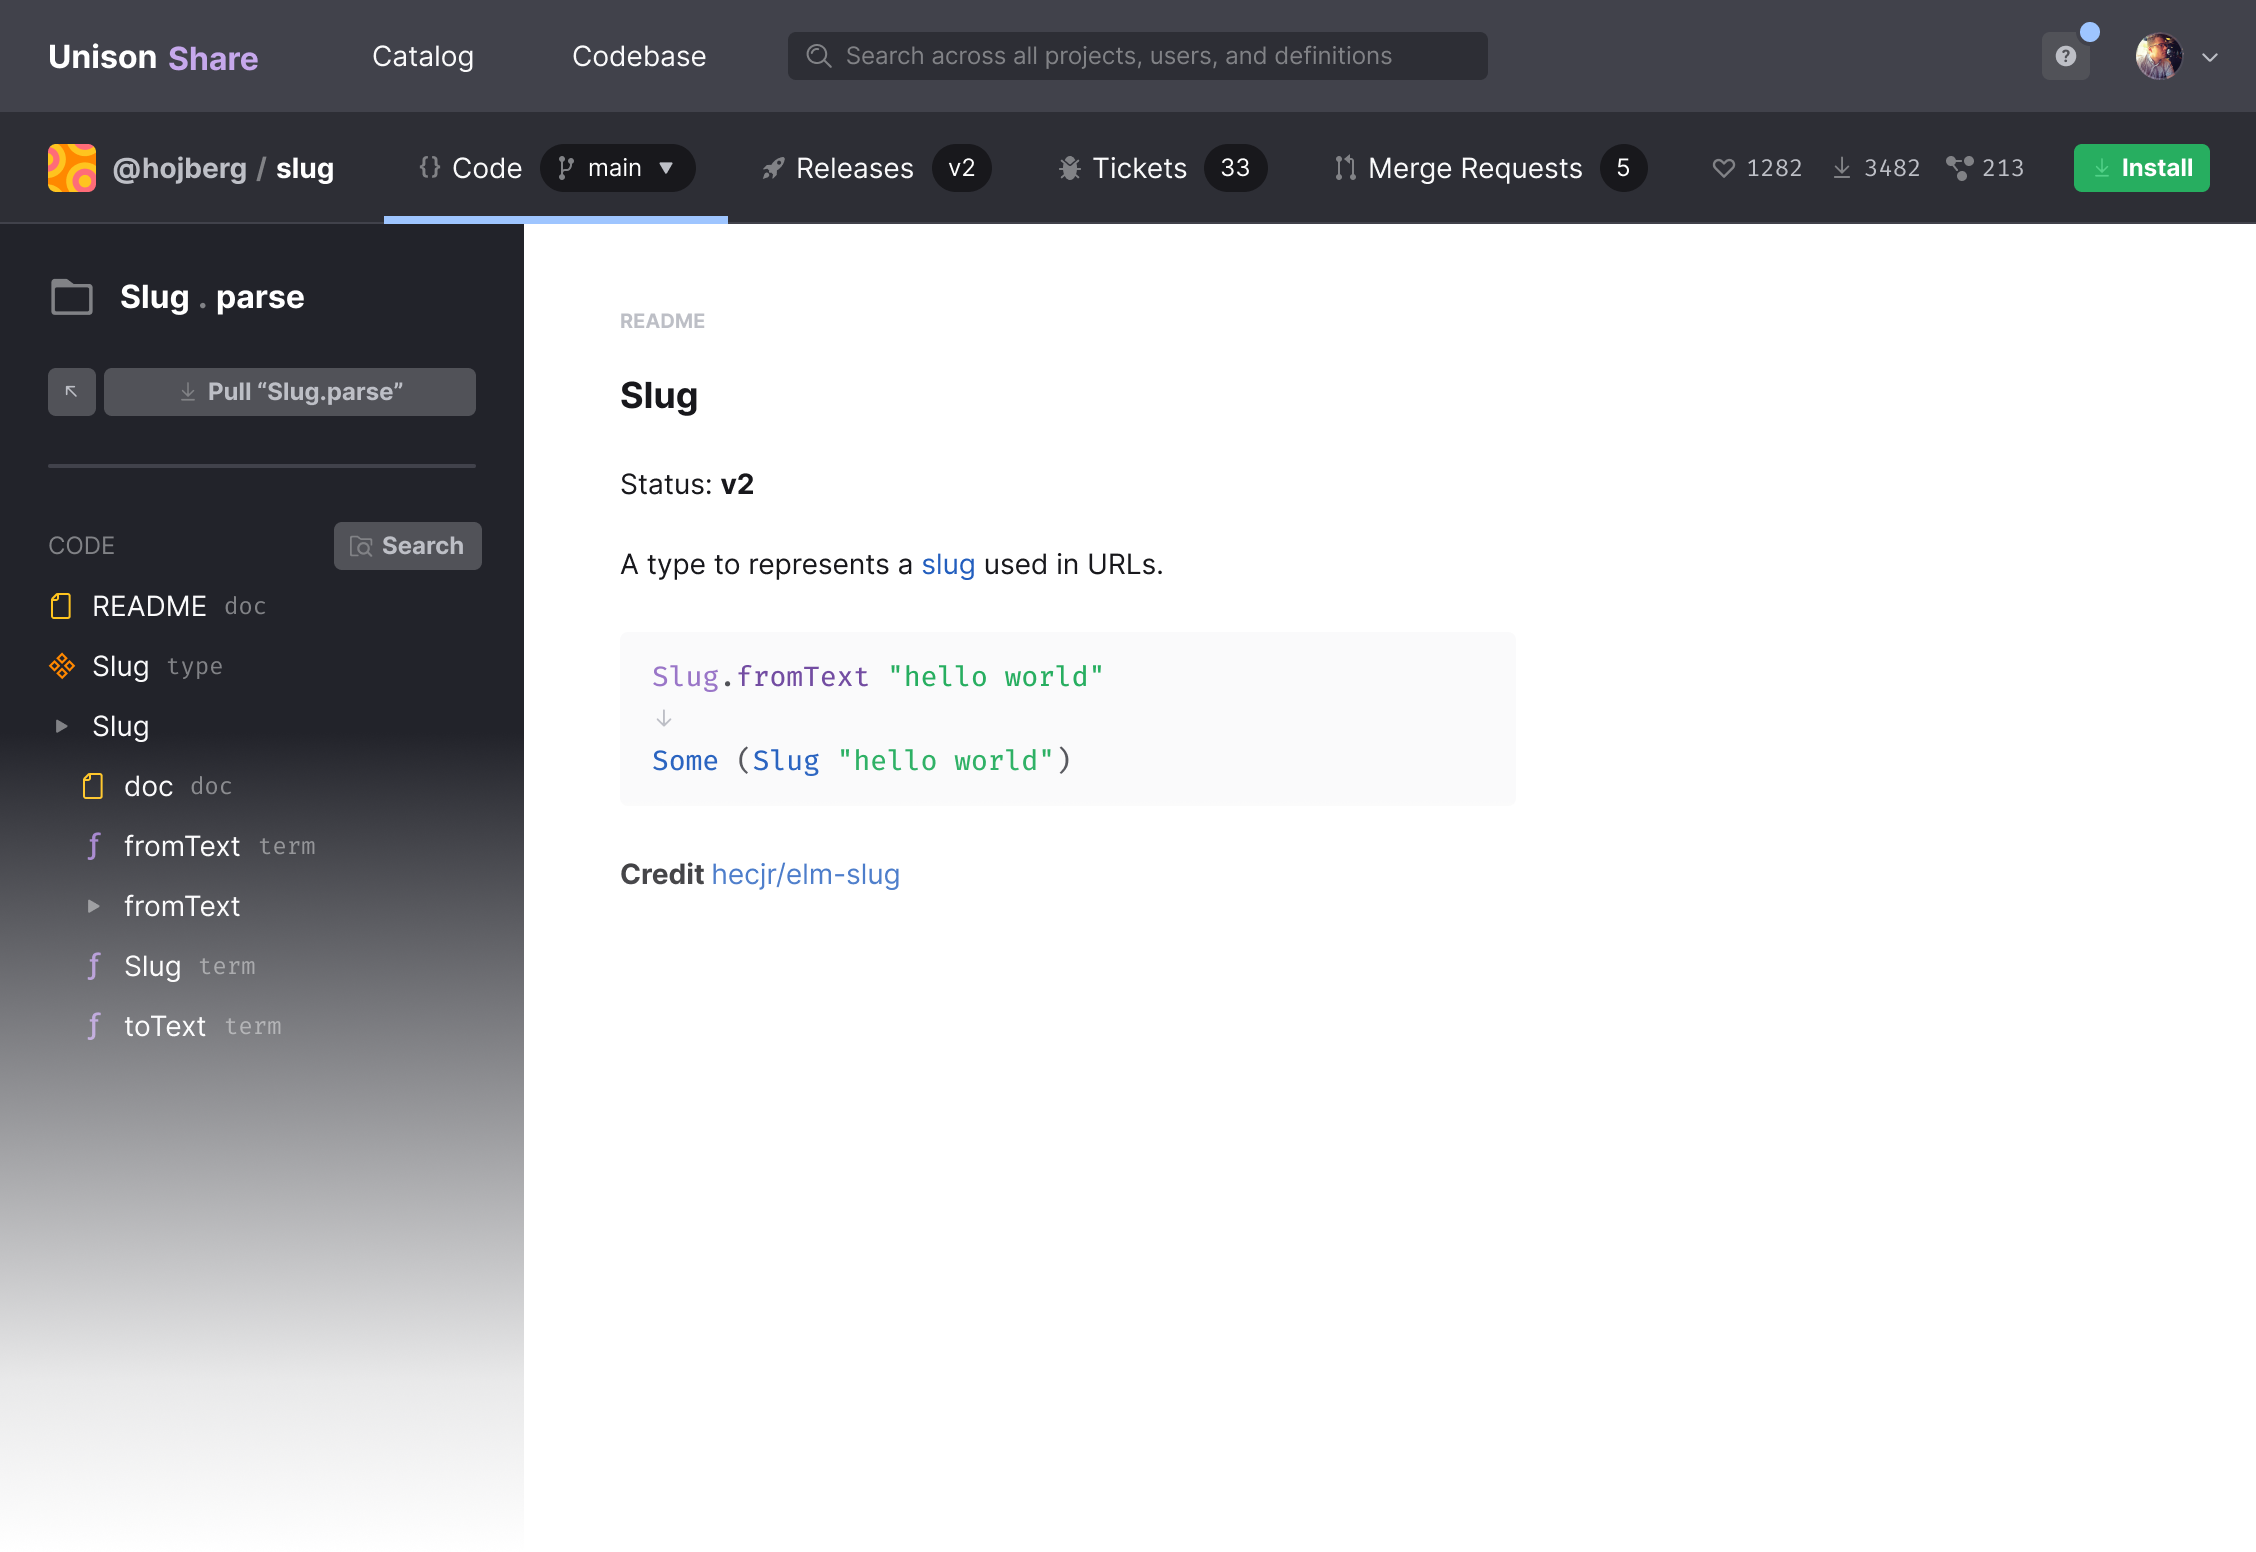 Unison Share Catalog Codebase Search across all projects, users, and definitions ?
@hojberg / slug {} Code main ▼ Releases v2 Tickets 33 Merge Requests 5 1282 3482 213 Install
Slug . parse
Pull “Slug.parse”
CODE Search
README doc
Slug type
Slug
doc doc
ƒ fromText term
fromText
ƒ Slug term
ƒ toText term
README
Slug
Status: v2
A type to represents a slug used in URLs.
Slug.fromText "hello world"
↓
Some (Slug "hello world")
Credit hecjr/elm-slug